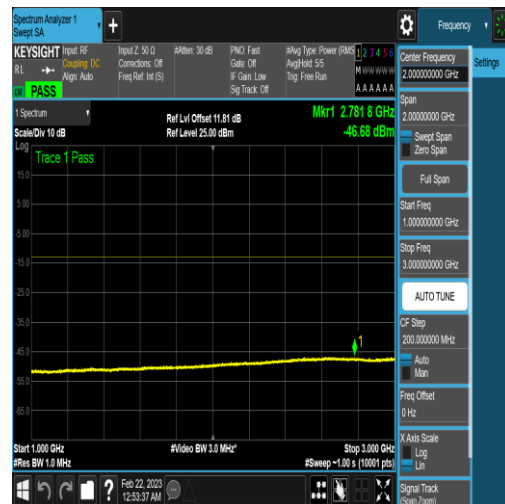 Spectrum Analyzer 1
Swept SA
Frequency
KEYSIGHT
RL
PASS
Input: RF
Coupling: DC
Align: Auto
Input Z: 50 Ω
Corrections: Off
Freq Ref: Int (S)
#Atten: 30 dB
PNO: Fast
Gate: Off
IF Gain: Low
Sig Track: Off
#Avg Type: Power (RMS
Avg|Hold: 5/5
Trig: Free Run
1 2 3 4 5 6
M W W W W W
A A A A A A
1 Spectrum
Scale/Div 10 dB
Ref Lvl Offset 11.81 dB
Ref Level 25.00 dBm
Mkr1 2.781 8 GHz
-46.68 dBm
Log
Trace 1 Pass
15.0
5.00
-5.00
-15.0
-25.0
-35.0
-45.0
-55.0
-65.0
1
Start 1.000 GHz
#Res BW 1.0 MHz
#Video BW 3.0 MHz*
Stop 3.000 GHz
#Sweep ~1.00 s (10001 pts)
Feb 22, 2023
12:53:37 AM
Center Frequency
2.000000000 GHz
Settings
Span
2.00000000 GHz
Swept Span
Zero Span
Full Span
Start Freq
1.000000000 GHz
Stop Freq
3.000000000 GHz
AUTO TUNE
CF Step
200.000000 MHz
Auto
Man
Freq Offset
0 Hz
X Axis Scale
Log
Lin
Signal Track
(Span Zoom)